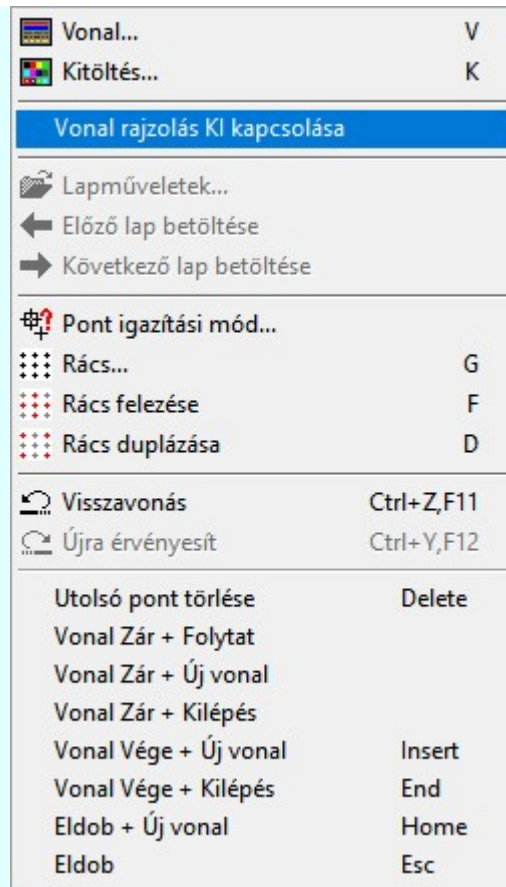 Vonal... V
Kitöltés... K
Vonal rajzolás KI kapcsolása
Lapműveletek...
Előző lap betöltése
Következő lap betöltése
Pont igazítási mód...
Rács... G
Rács felezése F
Rács duplázása D
Visszavonás Ctrl+Z,F11
Újra érvényesít Ctrl+Y,F12
Utolsó pont törlése Delete
Vonal Zár + Folytat
Vonal Zár + Új vonal
Vonal Zár + Kilépés
Vonal Vége + Új vonal Insert
Vonal Vége + Kilépés End
Eldob + Új vonal Home
Eldob Esc